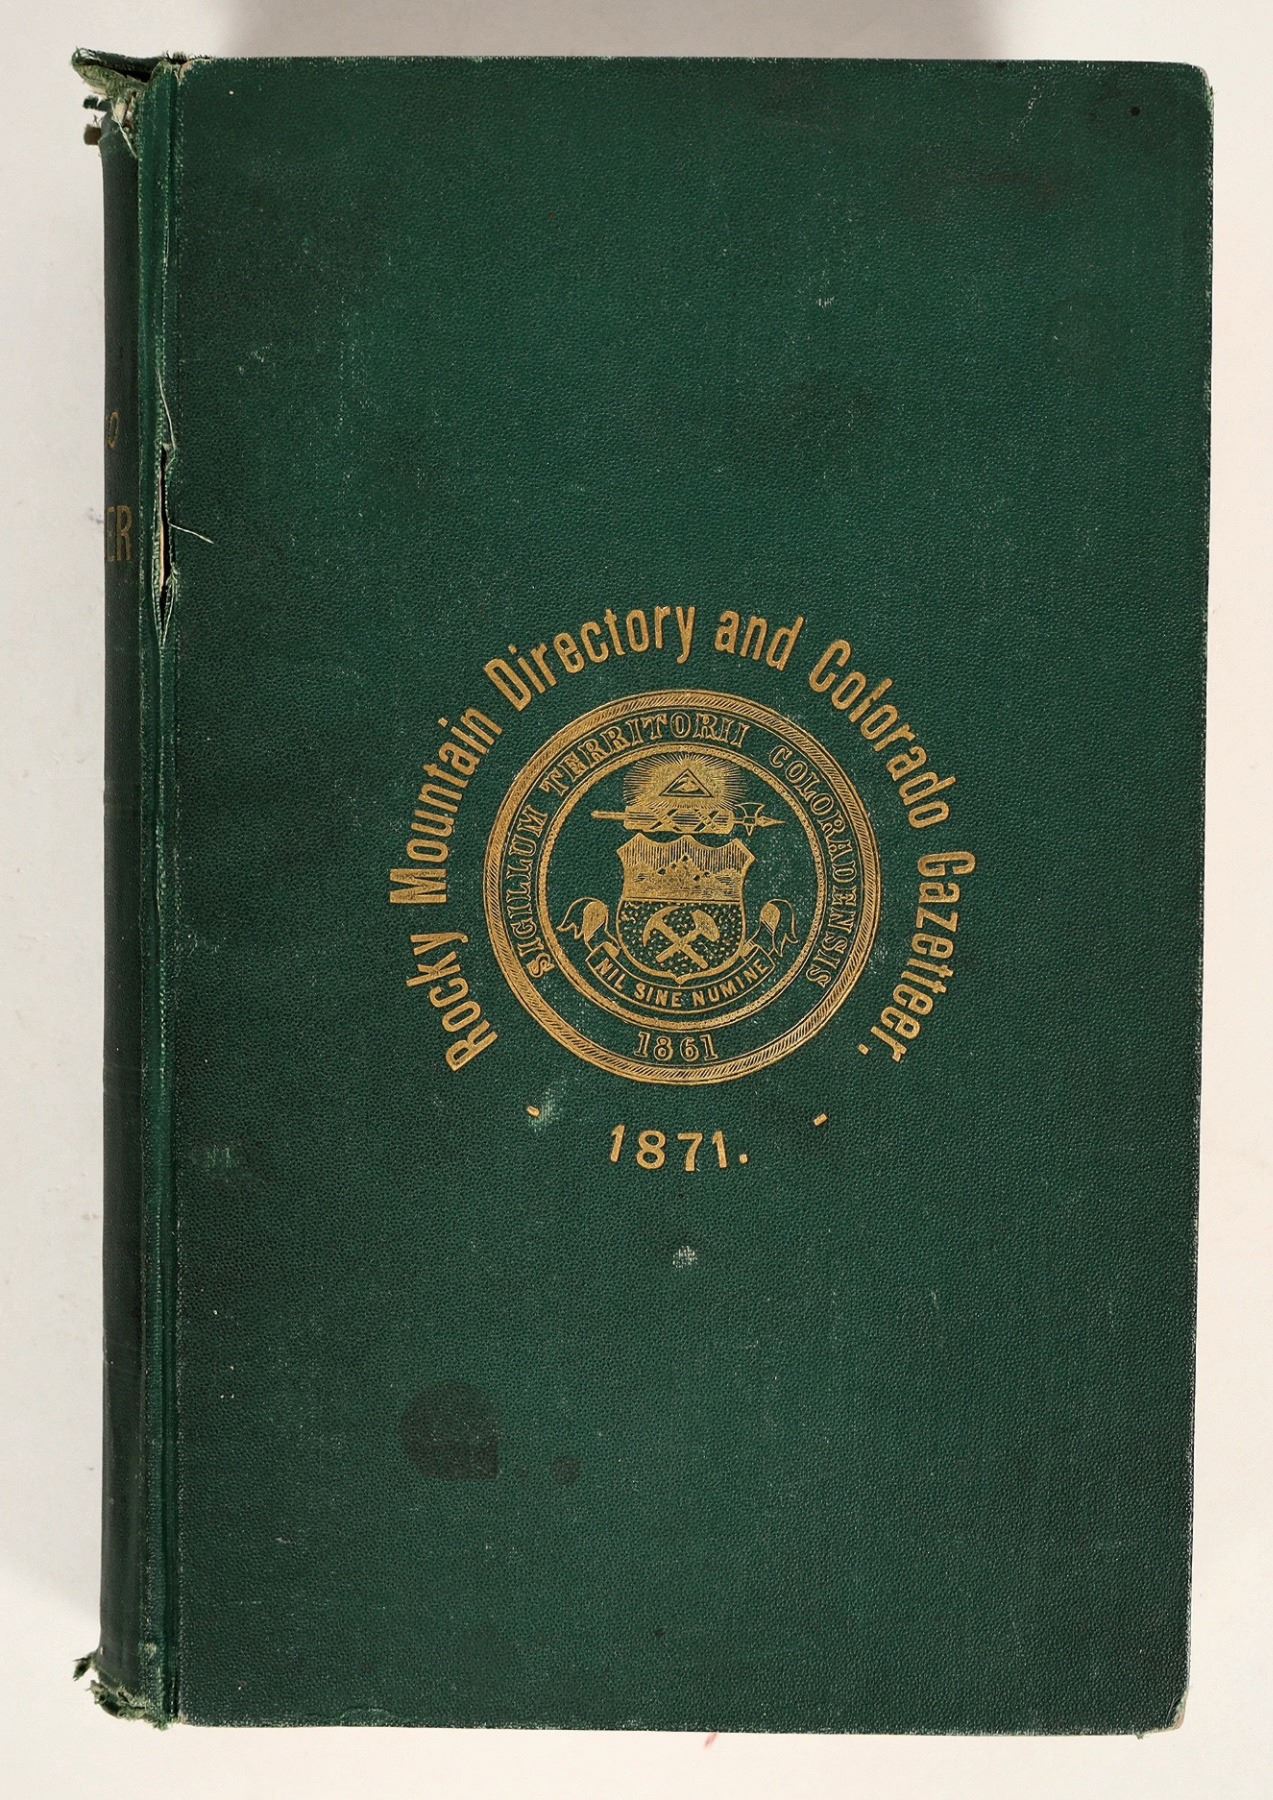 Rocky Mountain Directory and Colorado Gazetteer.
SIGILLUM TERRITORII COLORADENSIS
NIL SINE NUMINE
1861
1871.
ER